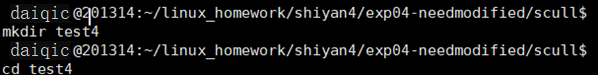 daiqic@201314:~/linux_homework/shiyan4/exp04-needmodified/scull$
mkdir test4
daiqic@201314:~/linux_homework/shiyan4/exp04-needmodified/scull$
cd test4